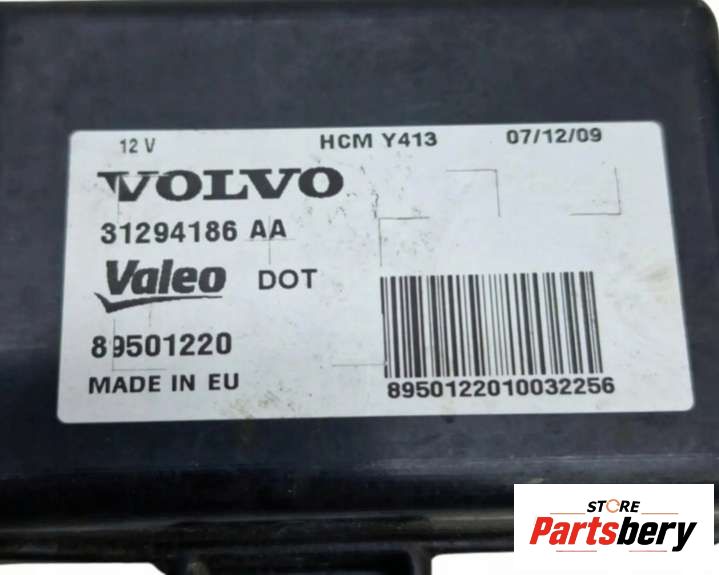 12 V HCM Y413 07/12/09
VOLVO
31294186 AA
Valeo DOT
89501220
MADE IN EU
8950122010032256
STORE
Partsbery